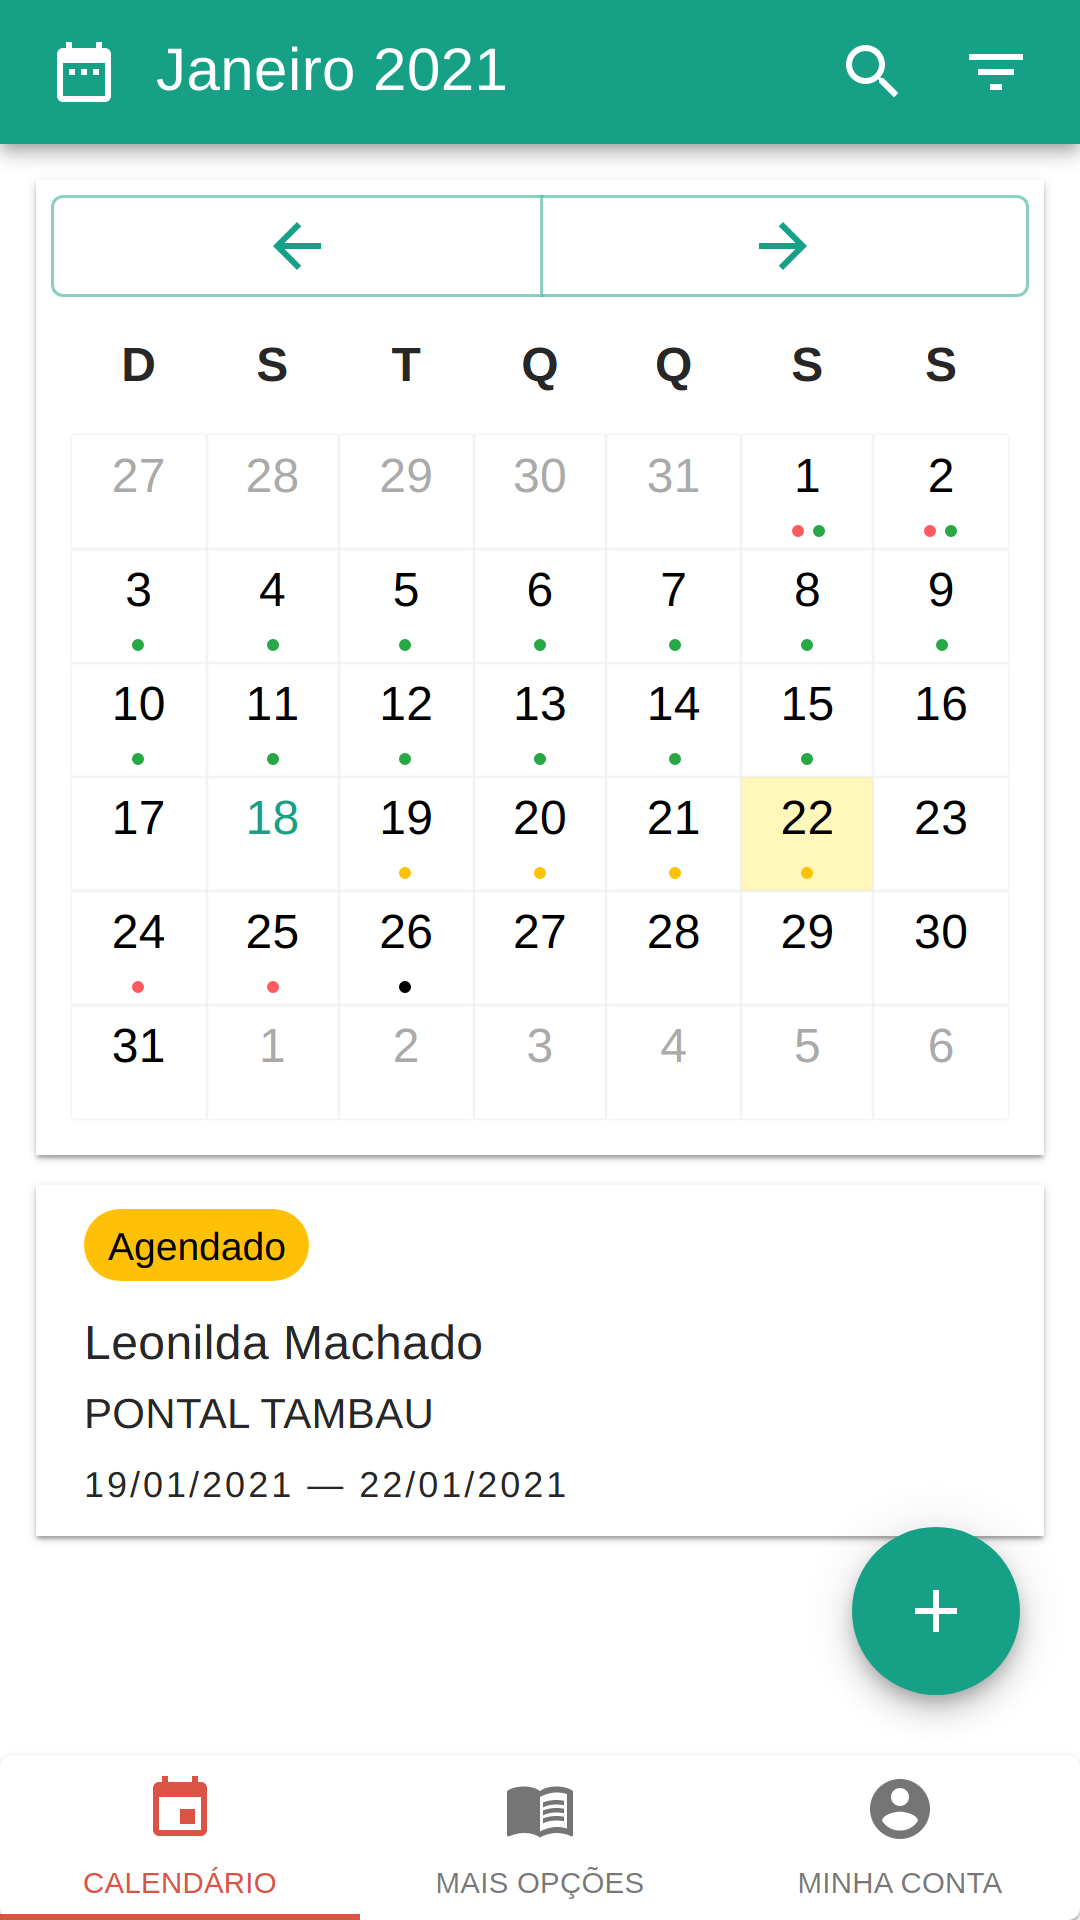 Janeiro 2021
D S T Q Q S S
27 28 29 30 31 1 2
3 4 5 6 7 8 9
10 11 12 13 14 15 16
17 18 19 20 21 22 23
24 25 26 27 28 29 30
31 1 2 3 4 5 6
Agendado
Leonilda Machado
PONTAL TAMBAU
19/01/2021 — 22/01/2021
CALENDÁRIO MAIS OPÇÕES MINHA CONTA